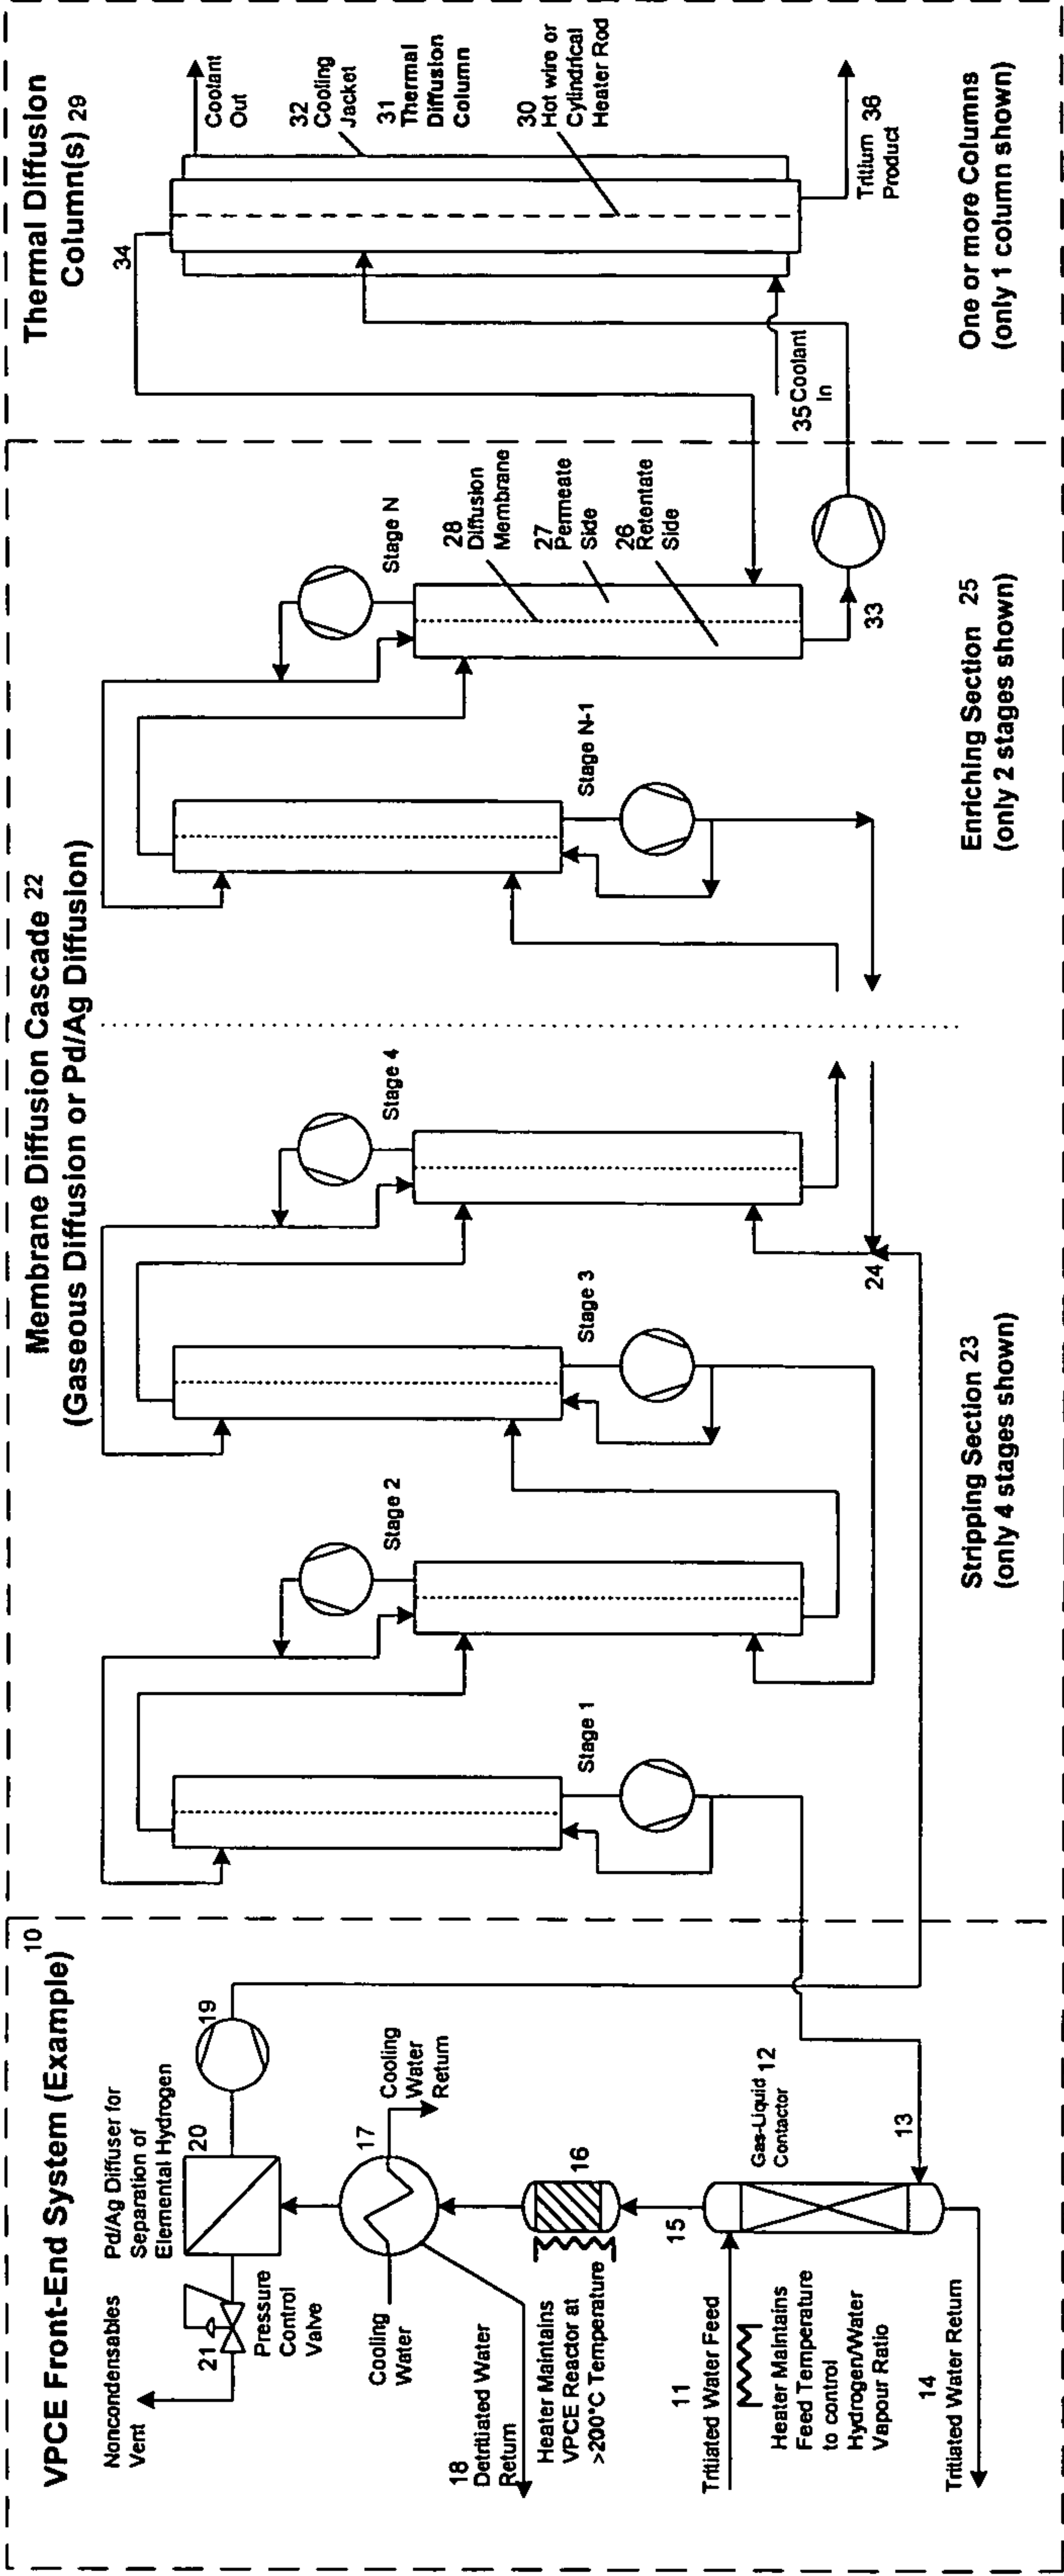 VPCE Front-End System (Example) 10
Noncondensables
Vent
21
Pressure
Control
Valve
Pd/Ag Diffuser for
Separation of
Elemental Hydrogen
20
19
Cooling
Water
17
Cooling
Water
Return
18
Detritiated Water
Return
Heater Maintains
VPCE Reactor at
>200°C Temperature
16
15
11
Tritiated Water Feed
Heater Maintains
Feed Temperature
to control
Hydrogen/Water
Vapour Ratio
Gas-Liquid 12
Contactor
13
14
Tritiated Water Return
Membrane Diffusion Cascade 22
(Gaseous Diffusion or Pd/Ag Diffusion)
Stage 1
Stage 2
Stage 3
Stage 4
24
Stripping Section 23
(only 4 stages shown)
Stage N-1
Stage N
28
Diffusion
Membrane
27
Permeate
Side
26
Retentate
Side
33
Enriching Section 25
(only 2 stages shown)
Thermal Diffusion
Column(s) 29
34
Coolant
Out
32
Cooling
Jacket
31
Thermal
Diffusion
Column
30
Hot wire or
Cylindrical
Heater Rod
35 Coolant
In
Tritium 36
Product
One or more Columns
(only 1 column shown)